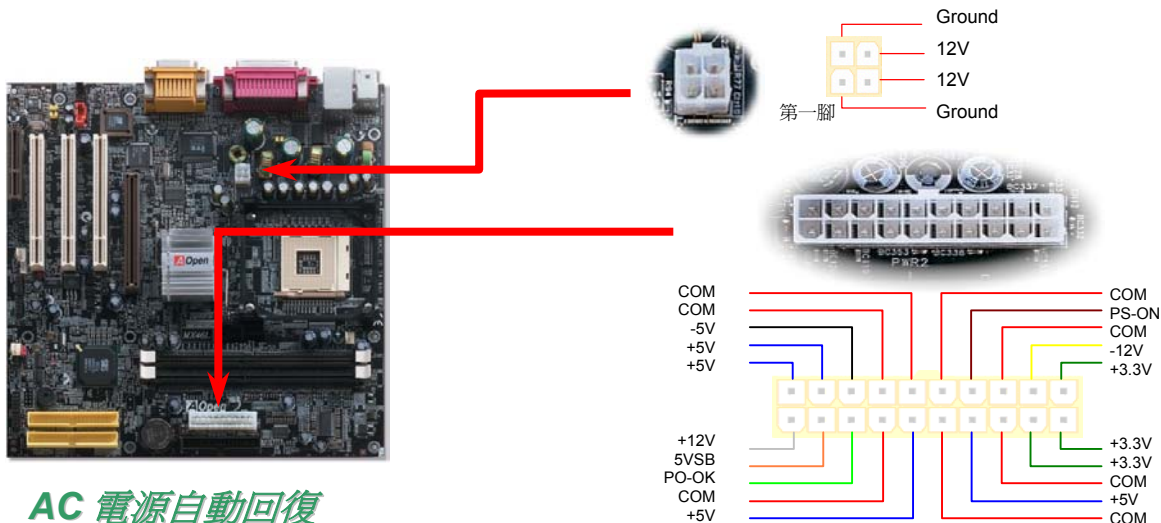 Ground
12V
12V
第一腳
Ground
AOpen
MX46L
AOpen
PWR2
COM
COM
-5V
+5V
+5V
COM
PS-ON
COM
-12V
+3.3V
+12V
5VSB
PO-OK
COM
+5V
+3.3V
+3.3V
COM
+5V
COM
AC 電源自動回復